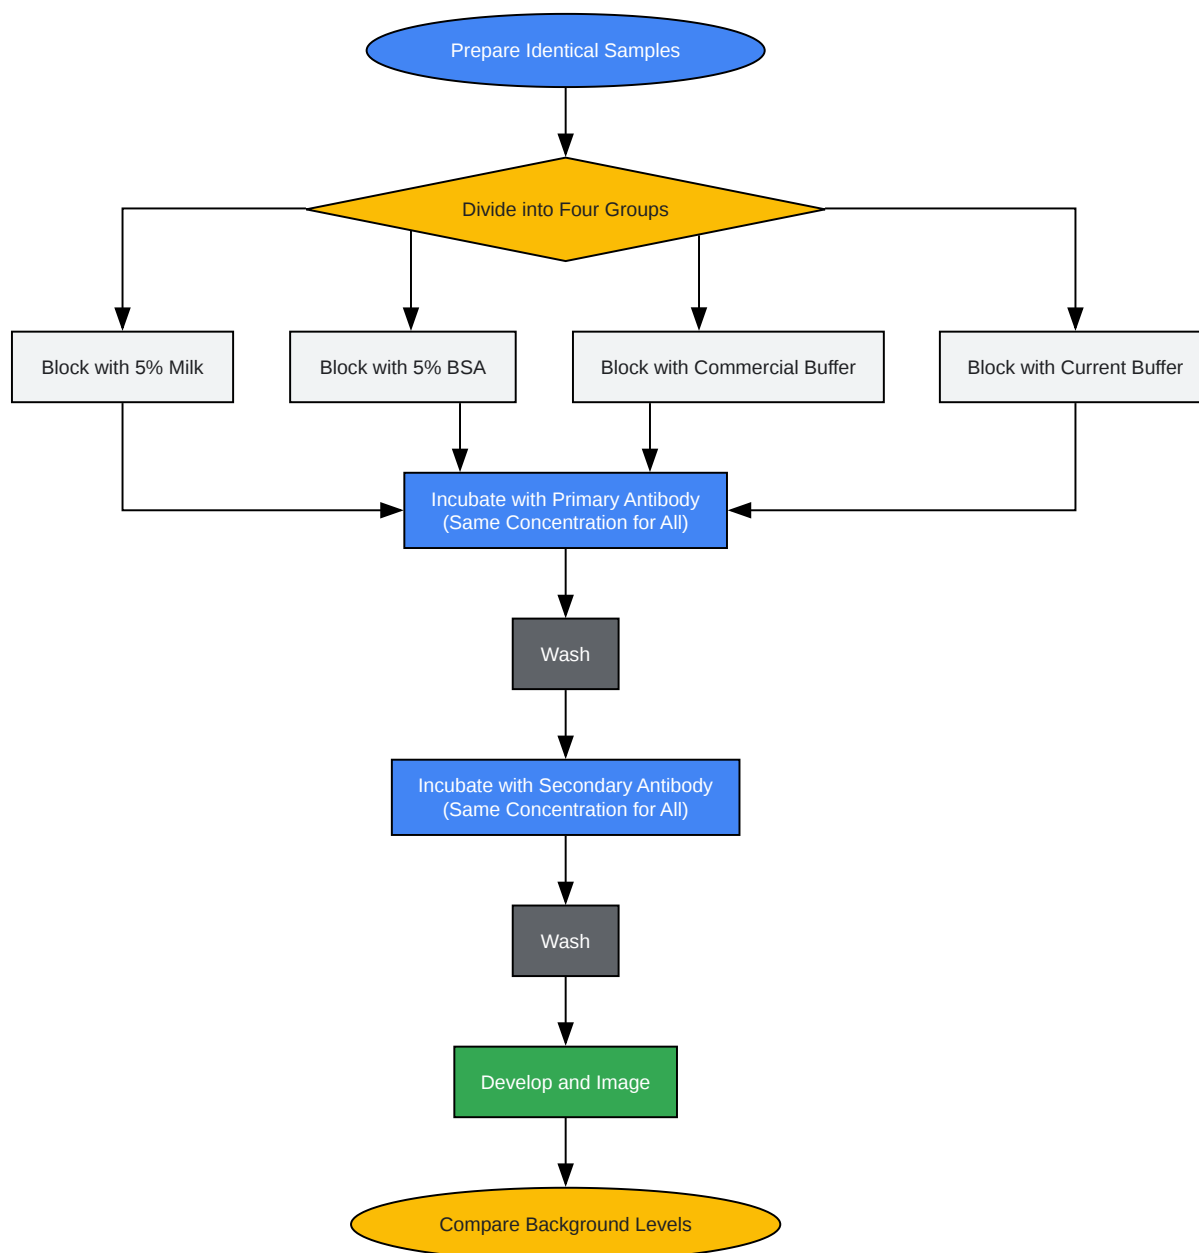 Prepare Identical Samples
Divide into Four Groups
Block with 5% Milk
Block with 5% BSA
Block with Commercial Buffer
Block with Current Buffer
Incubate with Primary Antibody
(Same Concentration for All)
Wash
Incubate with Secondary Antibody
(Same Concentration for All)
Wash
Develop and Image
Compare Background Levels